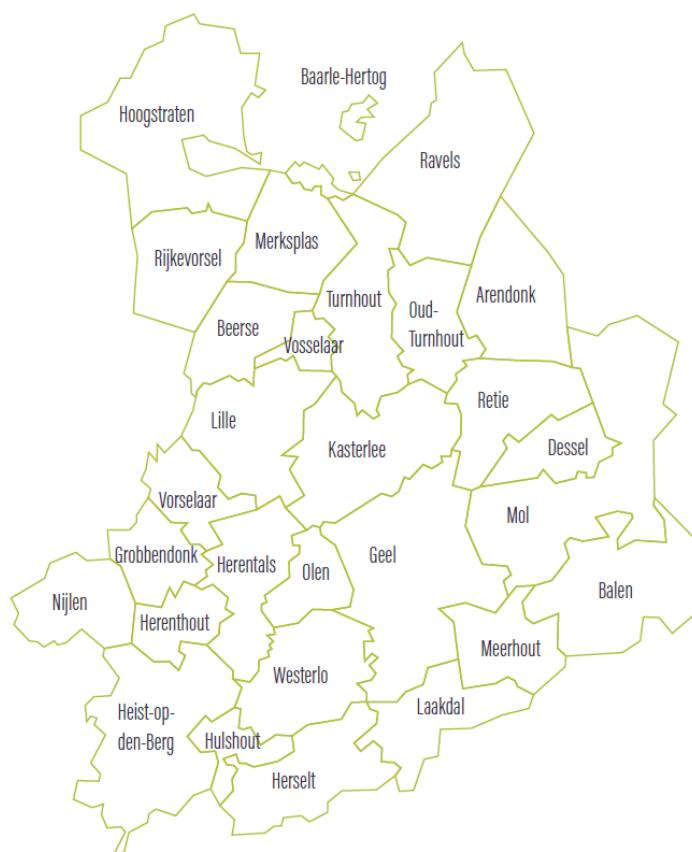 Baarle-Hertog
Hoogstraten
Ravels
Merksplas
Rijkevorsel
Arendonk
Turnhout
Oud-
Turnhout
Beerse
Vosselaar
Retie
Lille
Kasterlee
Dessel
Vorselaar
Mol
Grobbendonk
Herentals
Olen
Geel
Balen
Nijlen
Herenthout
Meerhout
Westerlo
Laakdal
Heist-op-
den-Berg
Hulshout
Herselt